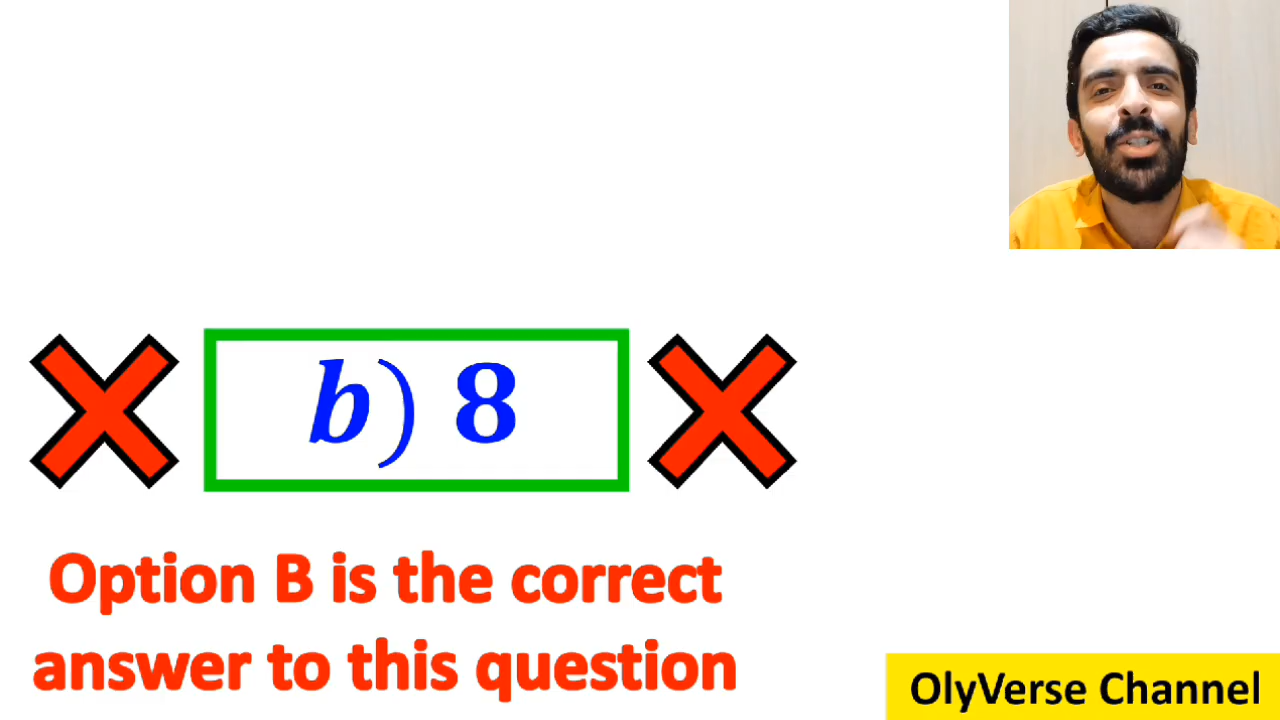 b) 8
Option B is the correct
answer to this question
OlyVerse Channel